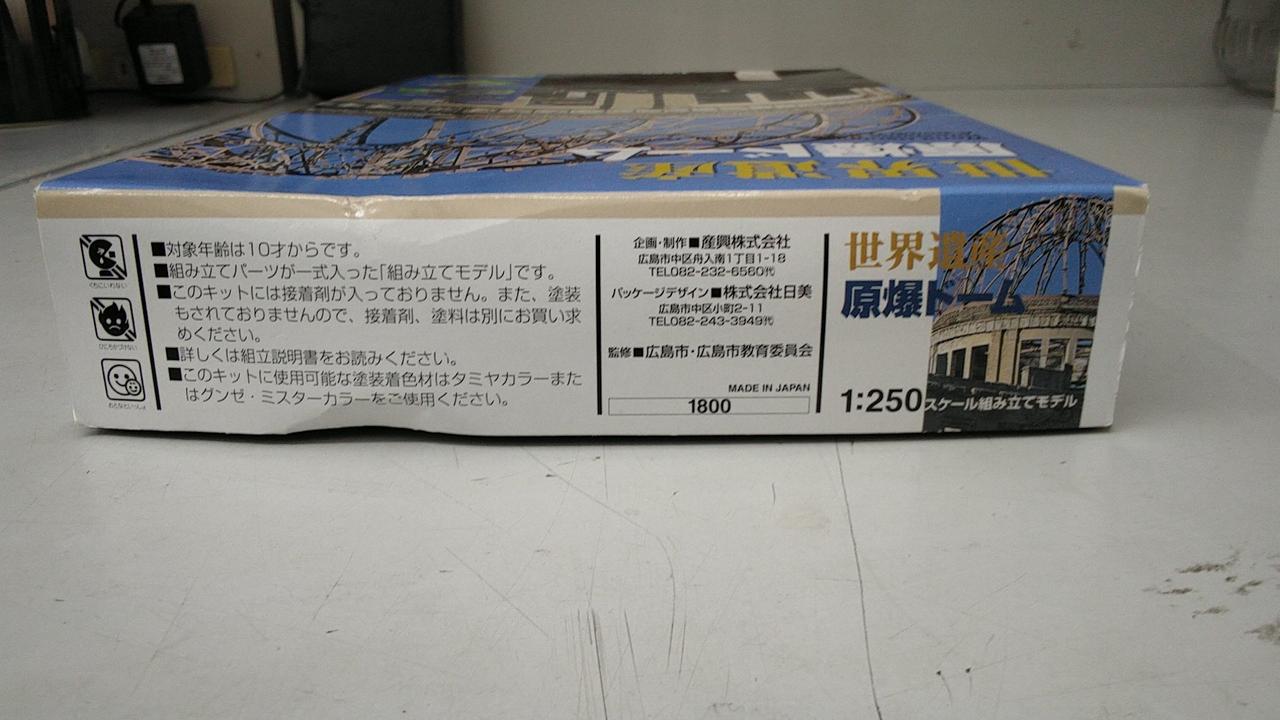 世界遺産
原爆ドーム
■対象年齢は10才からです。
■組み立てパーツが一式入った「組み立てモデル」です。
■このキットには接着剤が入っておりません。また、塗装
もされておりませんので、接着剤、塗料は別にお買い求
めください。
■詳しくは組立説明書をお読みください。
■このキットに使用可能な塗装着色材はタミヤカラーまた
はグンゼ・ミスターカラーをご使用ください。
企画・制作■産興株式会社
広島市中区舟入南1丁目1-18
TEL082-232-6560㈹
パッケージデザイン■株式会社日美
広島市中区小町2-11
TEL082-243-3949㈹
監修■広島市・広島市教育委員会
MADE IN JAPAN
1800
世界遺産
原爆ドーム
1:250スケール組み立てモデル